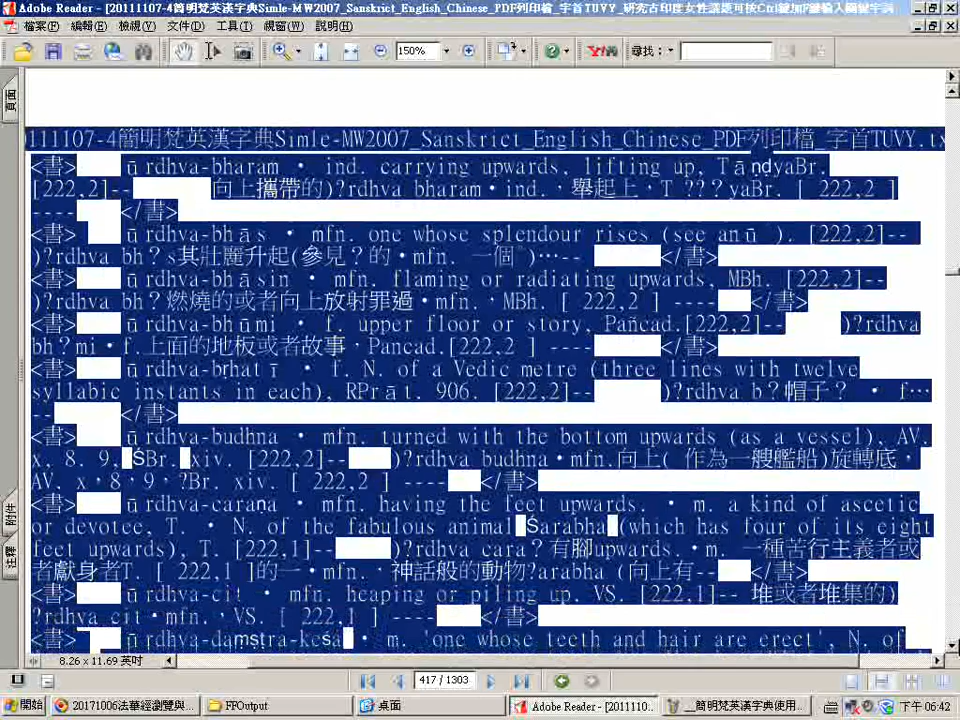 Adobe Reader - [20111107-4簡明梵英漢字典Simle-MW2007_Sanskrict_English_Chinese_PDF列印檔_字首TUVY_研究古印度女性議題可按Ctrl鍵加F鍵輸入關鍵字詞
檔案(F) 編輯(E) 檢視(V) 文件(D) 工具(T) 視窗(W) 說明(H)
150% 尋找:
頁面
111107-4簡明梵英漢字典Simle-MW2007_Sanskrict_English_Chinese_PDF列印檔_字首TUVY.tx
<書> ūrdhva-bharam • ind. carrying upwards, lifting up, TāṇḍyaBr.
[222,2]-- 向上攜帶的)?rdhva bharam•ind.，舉起上，T ???yaBr. [ 222,2 ]
---- </書>
<書> ūrdhva-bhās • mfn. one whose splendour rises (see anū˚). [222,2]--
)?rdhva bh？s其壯麗升起(參見？的•mfn. 一個˚)…-- </書>
<書> ūrdhva-bhāsin • mfn. flaming or radiating upwards, MBh. [222,2]--
)?rdhva bh？燃燒的或者向上放射罪過•mfn.，MBh. [ 222,2 ] ---- </書>
<書> ūrdhva-bhūmi • f. upper floor or story, Pañcad.[222,2]-- )?rdhva
bh？mi•f.上面的地板或者故事，Pancad.[222,2 ] ---- </書>
<書> ūrdhva-bṛhatī • f. N. of a Vedic metre (three lines with twelve
syllabic instants in each), RPrāt. 906. [222,2]-- )?rdhva b？帽子？ • f…
-- </書>
<書> ūrdhva-budhna • mfn. turned with the bottom upwards (as a vessel), AV.
x, 8. 9, ŚBr. xiv. [222,2]-- )?rdhva budhna•mfn.向上( 作為一艘艦船)旋轉底，
AV. x，8，9，?Br. xiv. [ 222,2 ] ---- </書>
<書> ūrdhva-caraṇa • mfn. having the feet upwards. • m. a kind of ascetic
or devotee, T. • N. of the fabulous animal Śarabha (which has four of its eight
feet upwards), T. [222,1]-- )?rdhva cara？有腳upwards.•m. 一種苦行主義者或
者獻身者T. [ 222,1 ]的一•mfn.，神話般的動物?arabha (向上有-- </書>
<書> ūrdhva-cit • mfn. heaping or piling up, VS. [222,1]-- 堆或者堆集的)
?rdhva cit•mfn.，VS. [ 222,1 ] ---- </書>
<書> ūrdhva-daṃṣṭra-keśa • m. 'one whose teeth and hair are erect', N. of
附件
注釋
8.26 x 11.69 英吋
417 / 1303
開始 20171006法華經瀏覽與... FFOutput 桌面 Adobe Reader - [201110... __簡明梵英漢字典使用... 下午 06:42